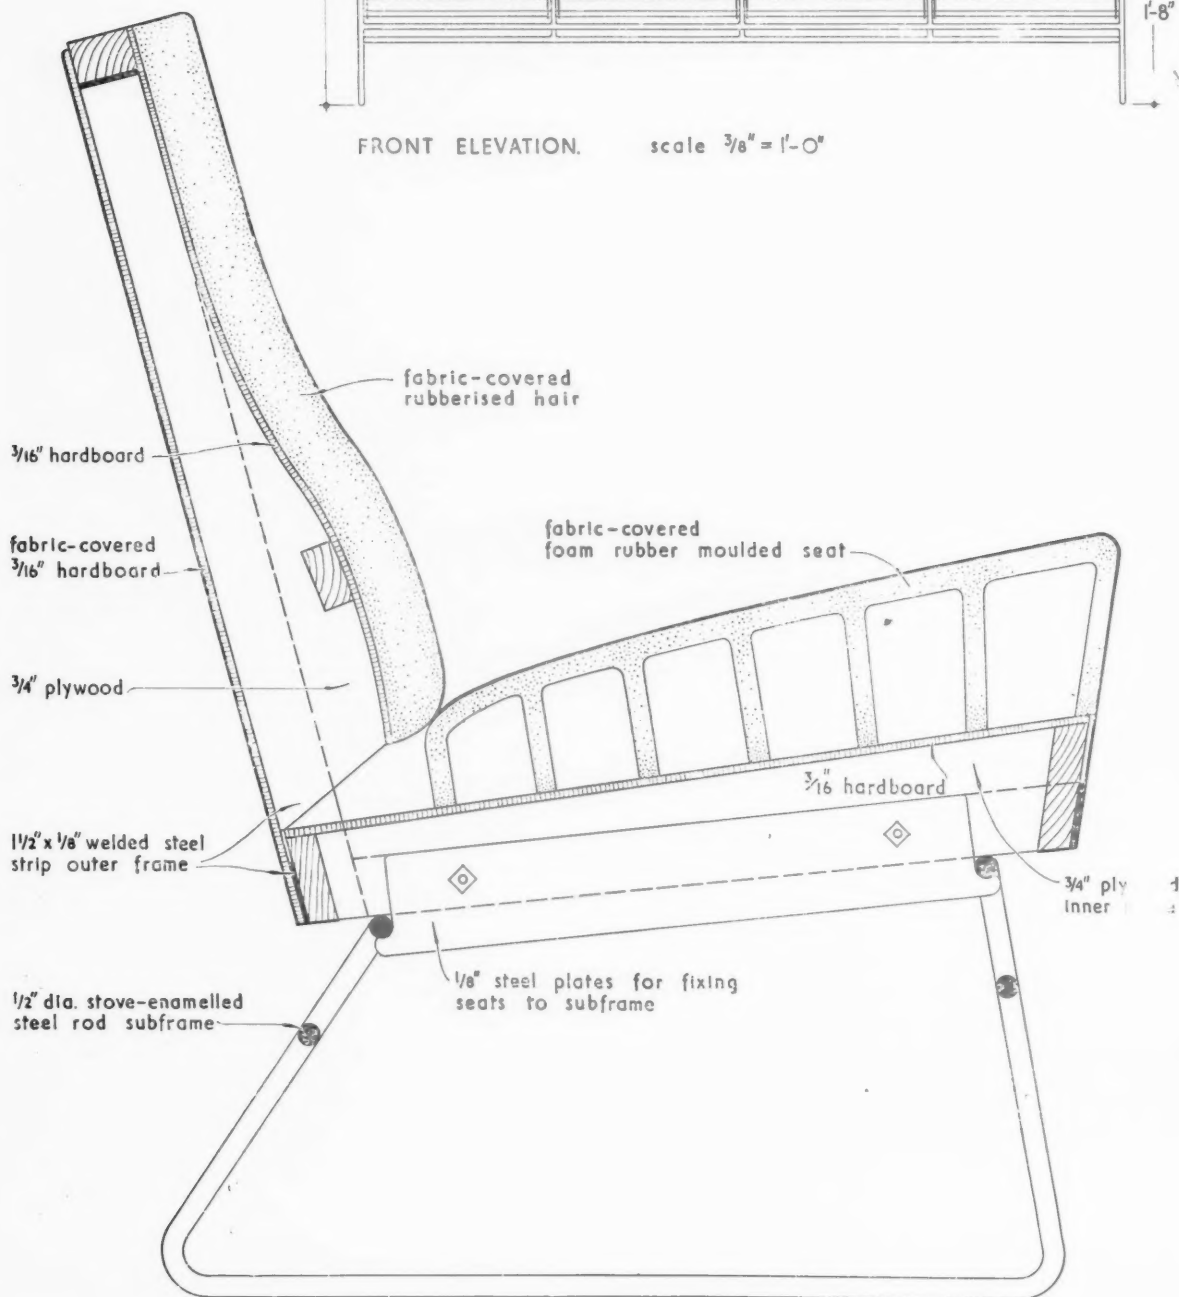 1'-8"
FRONT ELEVATION. scale 3/8" = 1'-0"
fabric-covered
rubberised hair
3/16" hardboard
fabric-covered
foam rubber moulded seat
fabric-covered
3/16" hardboard
3/4" plywood
3/16" hardboard
1 1/2" x 1/8" welded steel
strip outer frame
3/4"
inner
1/8" steel plates for fixing
seats to subframe
1/2" dia. stove-enamelled
steel rod subframe